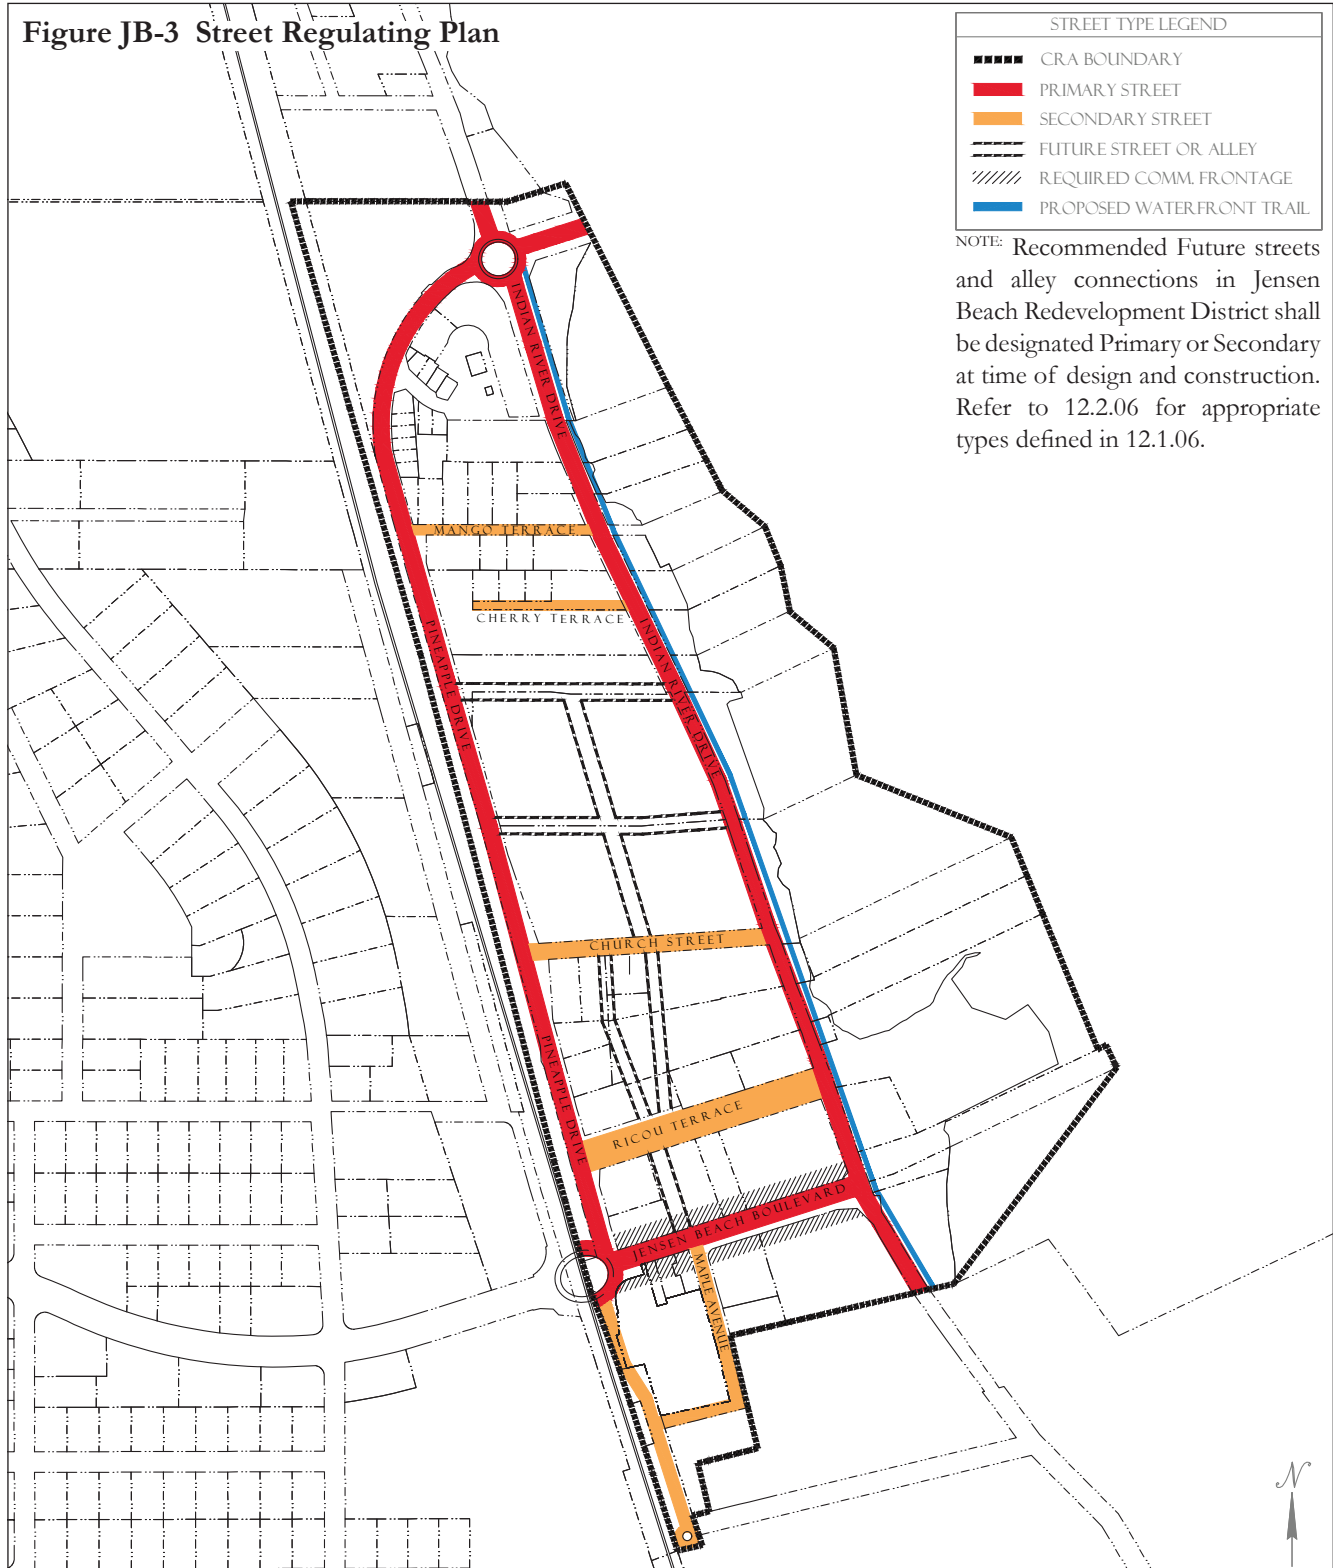 Figure JB-3 Street Regulating Plan
STREET TYPE LEGEND
CRA BOUNDARY
PRIMARY STREET
SECONDARY STREET
FUTURE STREET OR ALLEY
REQUIRED COMM. FRONTAGE
PROPOSED WATERFRONT TRAIL
NOTE: Recommended Future streets
and alley connections in Jensen
Beach Redevelopment District shall
be designated Primary or Secondary
at time of design and construction.
Refer to 12.2.06 for appropriate
types defined in 12.1.06.
INDIAN RIVER DRIVE
MANGO TERRACE
CHERRY TERRACE
PINEAPPLE DRIVE
INDIAN RIVER DRIVE
CHURCH STREET
PINEAPPLE DRIVE
RICOU TERRACE
JENSEN BEACH BOULEVARD
MAPLE AVENUE
N